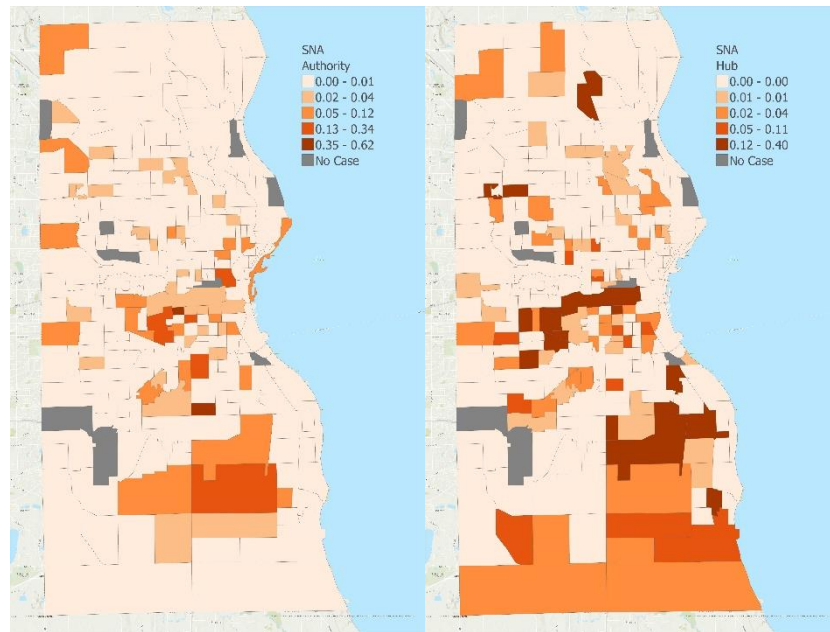 SNA
Authority
0.00 - 0.01
0.02 - 0.04
0.05 - 0.12
0.13 - 0.34
0.35 - 0.62
No Case
SNA
Hub
0.00 - 0.00
0.01 - 0.01
0.02 - 0.04
0.05 - 0.11
0.12 - 0.40
No Case